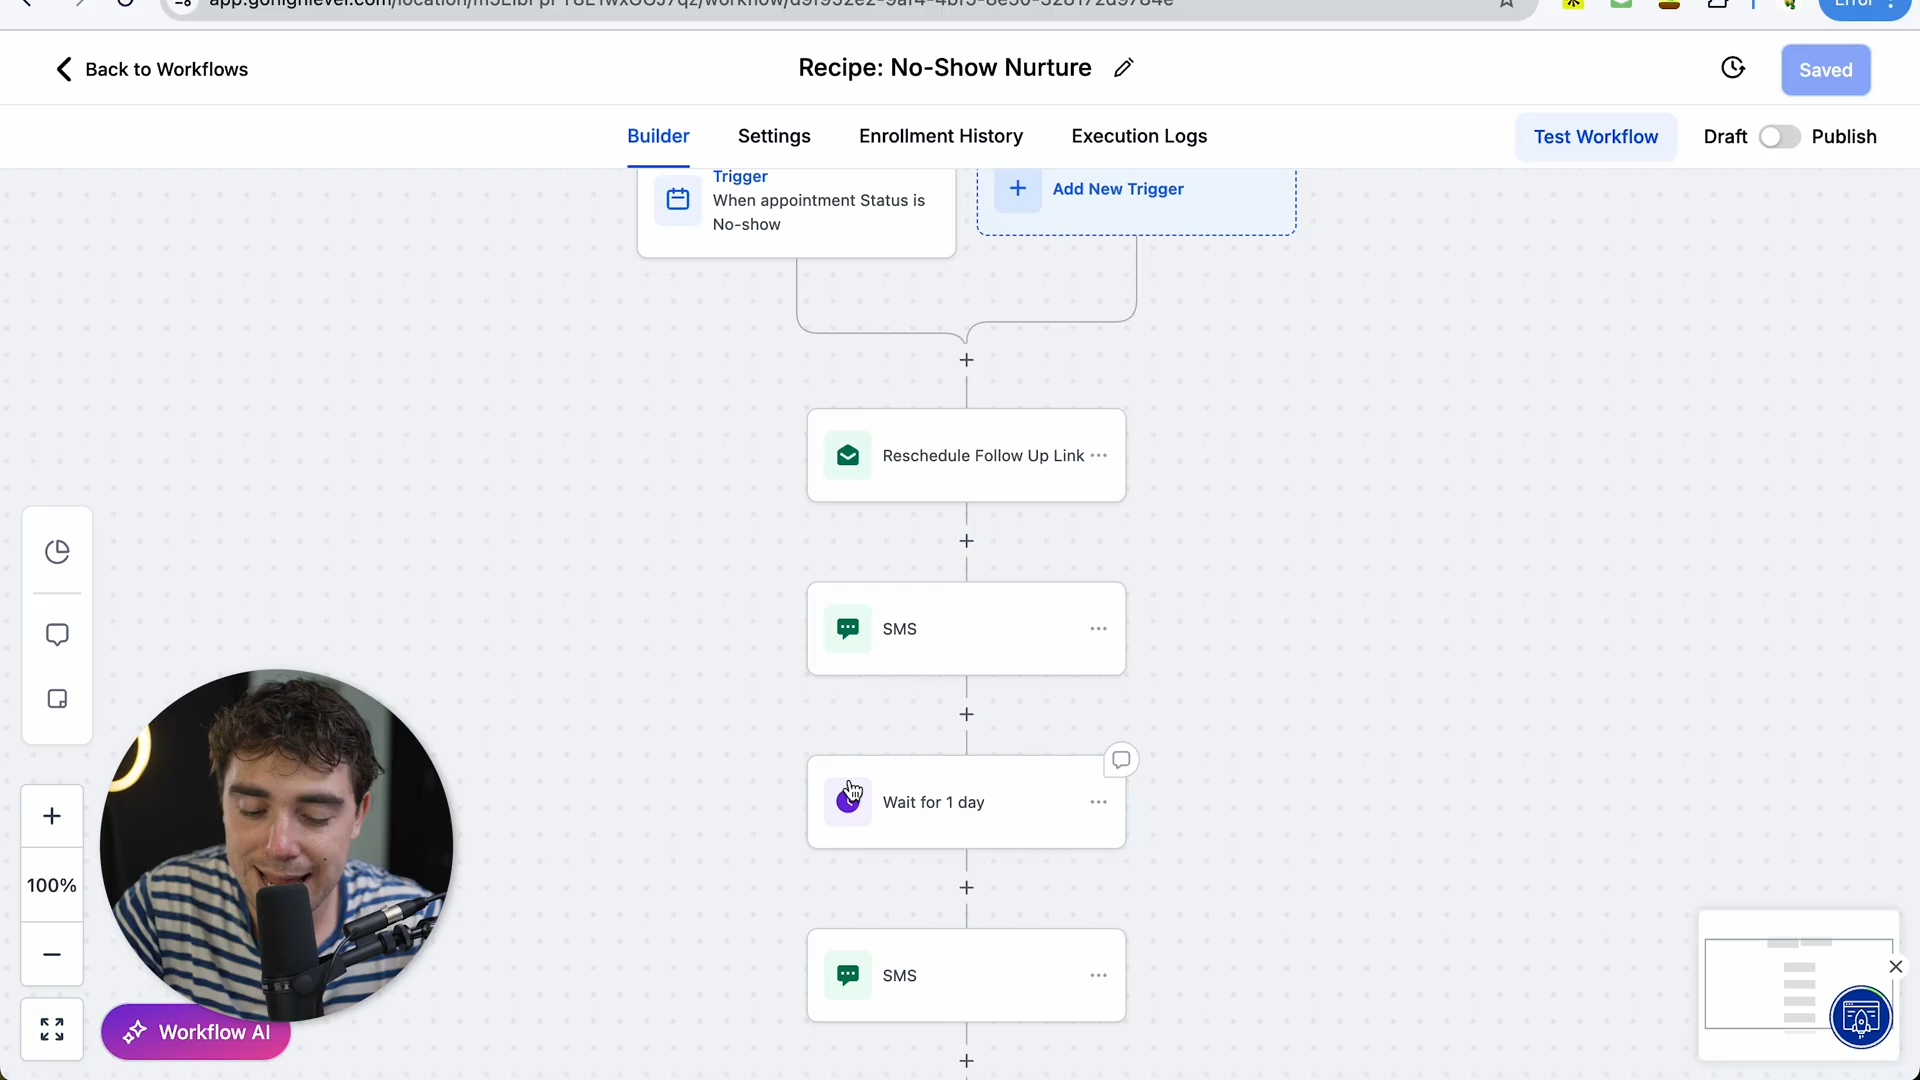 Error
Back to Workflows
Recipe: No-Show Nurture
Saved
Builder
Settings
Enrollment History
Execution Logs
Test Workflow
Draft
Publish
Trigger
When appointment Status is
No-show
Add New Trigger
Reschedule Follow Up Link
SMS
Wait for 1 day
SMS
100%
Workflow AI